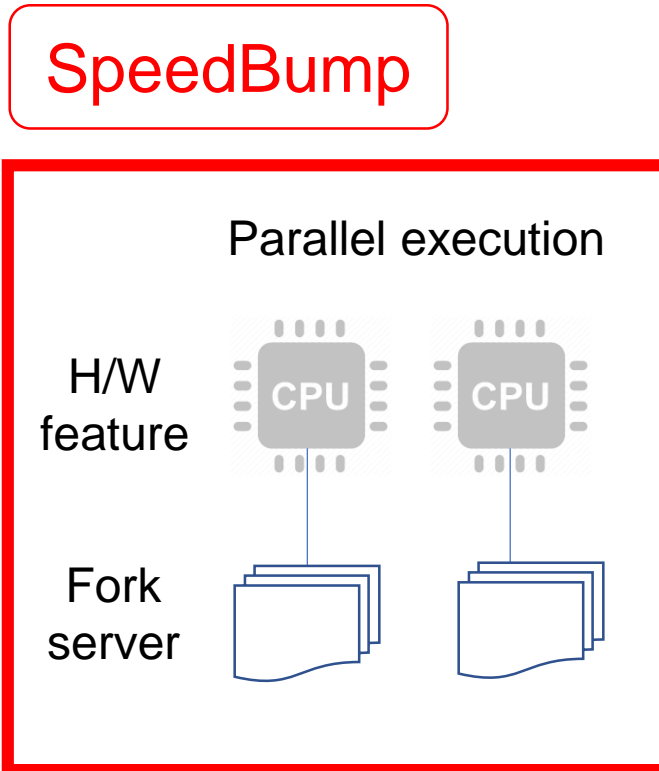 SpeedBump
Parallel execution
H/W
feature
CPU
CPU
Fork
server